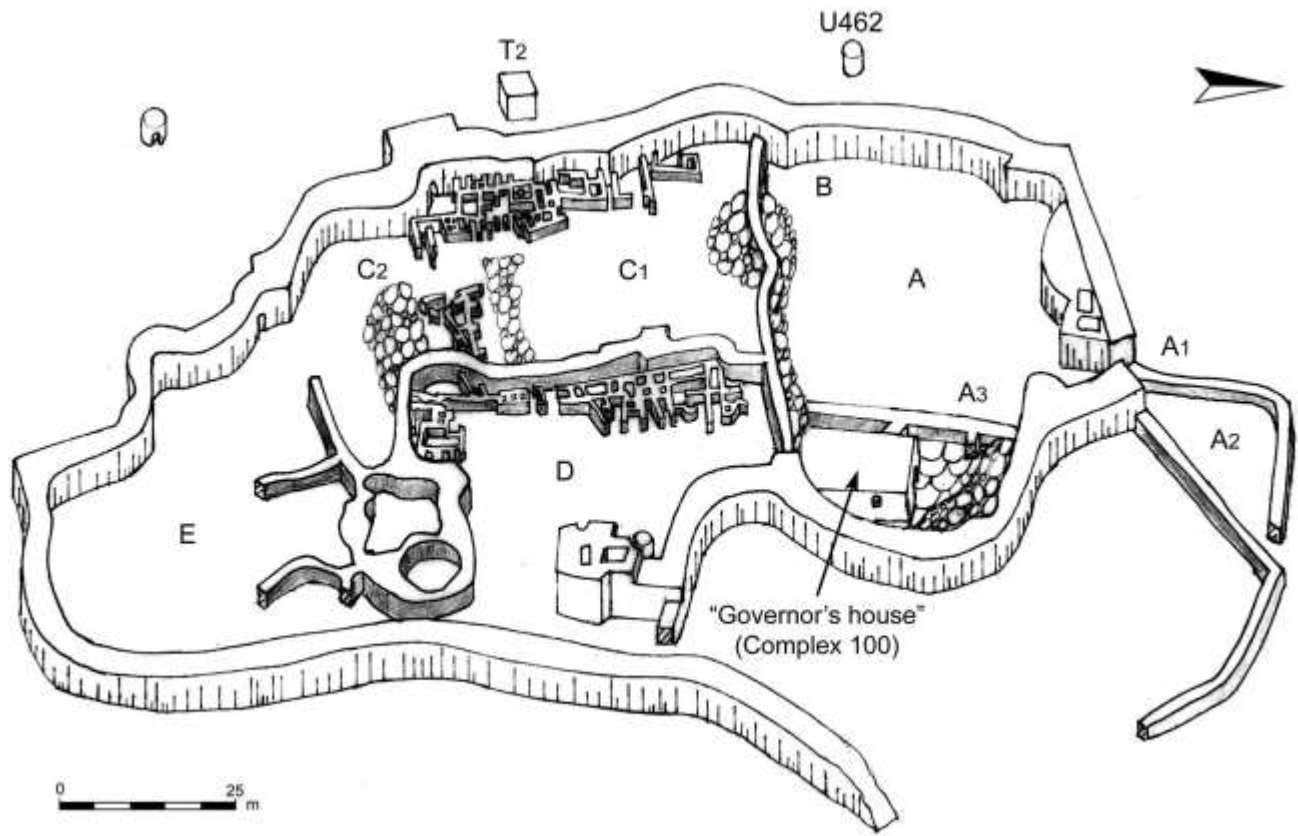 U462
T2
B
C2
C1
A
A1
A3
A2
D
E
"Governor's house"
(Complex 100)
0 25
m